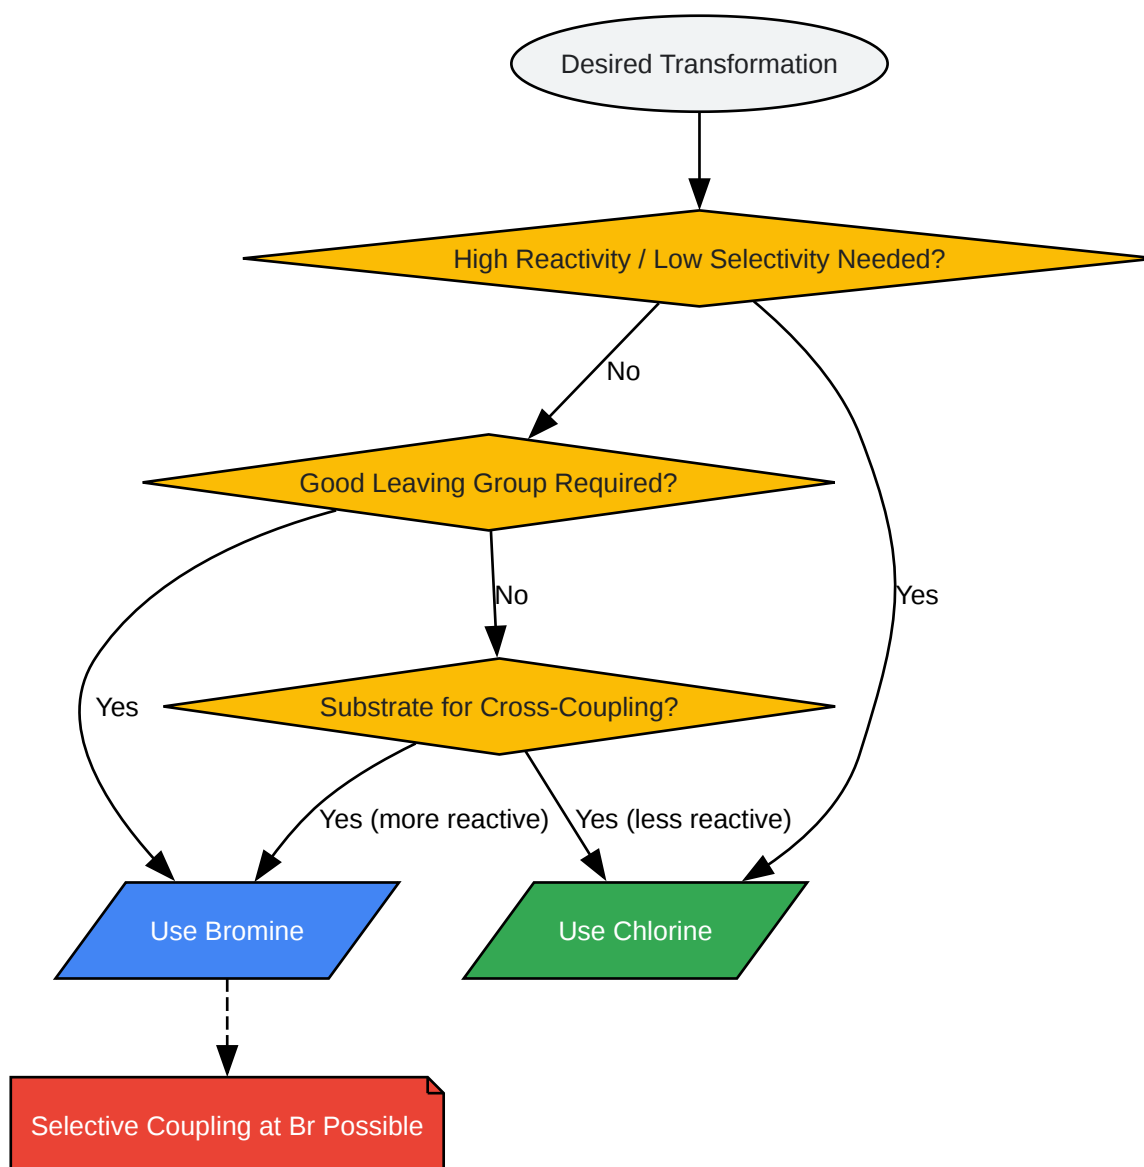 Desired Transformation
High Reactivity / Low Selectivity Needed?
No
Good Leaving Group Required?
No
Yes
Yes
Substrate for Cross-Coupling?
Yes (more reactive)
Yes (less reactive)
Use Bromine
Use Chlorine
Selective Coupling at Br Possible